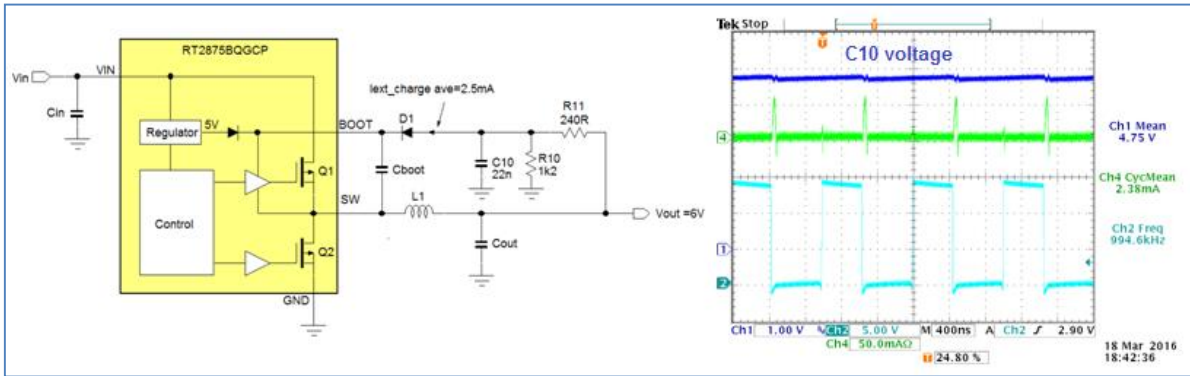 RT2875BQGCP
Vin
VIN
Cin
Regulator
5V
BOOT
Iext_charge ave=2.5mA
D1
R11
240R
C10
22n
R10
1k2
Cboot
Q1
SW
L1
Control
Vout =6V
Cout
Q2
GND
Tek Stop
T
T
C10 voltage
4
Ch1 Mean
4.75 V
Ch4 CycMean
2.38mA
Ch2 Freq
994.6kHz
1
2
Ch1 1.00 V Ch2 5.00 V M 400ns A Ch2 2.90 V
Ch4 50.0mAΩ
T 24.80 %
18 Mar 2016
18:42:36